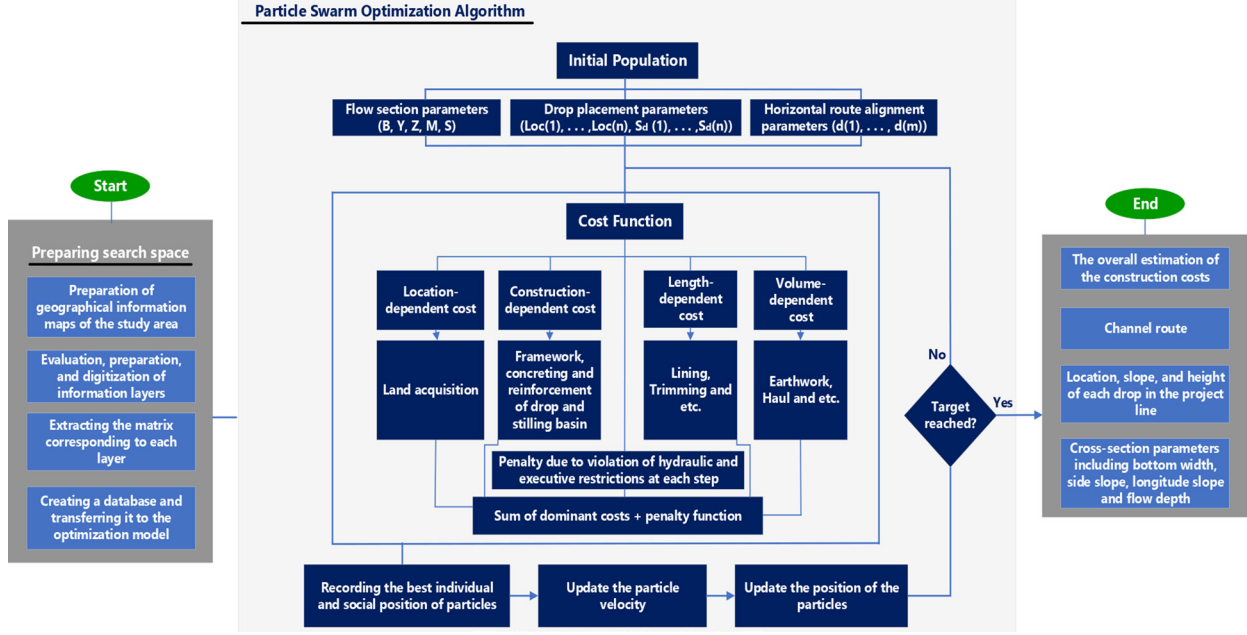 Particle Swarm Optimization Algorithm
Initial Population
Flow section parameters
(B, Y, Z, M, S)
Drop placement parameters
(Loc(1), . . . ,Loc(n), Sd (1), . . . ,Sd(n))
Horizontal route alignment
parameters (d(1), . . . , d(m))
Start
Preparing search space
Preparation of
geographical information
maps of the study area
Evaluation, preparation,
and digitization of
information layers
Extracting the matrix
corresponding to each
layer
Creating a database and
transferring it to the
optimization model
Cost Function
Location-
dependent cost
Construction-
dependent cost
Length-
dependent
cost
Volume-
dependent
cost
Land acquisition
Framework,
concreting and
reinforcement
of drop and
stilling basin
Lining,
Trimming and
etc.
Earthwork,
Haul and etc.
Penalty due to violation of hydraulic and
executive restrictions at each step
Sum of dominant costs + penalty function
Recording the best individual
and social position of particles
Update the particle
velocity
Update the position of the
particles
No
Target
reached?
Yes
End
The overall estimation of
the construction costs
Channel route
Location, slope, and height
of each drop in the project
line
Cross-section parameters
including bottom width,
side slope, longitude slope
and flow depth